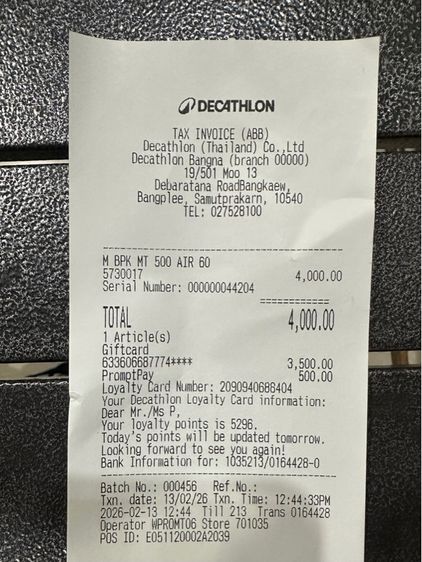 DECATHLON
TAX INVOICE (ABB)
Decathlon (Thailand) Co.,Ltd
Decathlon Bangna (branch 00000)
19/501 Moo 13
Debaratana RoadBangkaew,
Bangplee, Samutprakarn, 10540
TEL: 027528100
M BPK MT 500 AIR 60
5730017 4,000.00
Serial Number: 000000044204
TOTAL 4,000.00
1 Article(s)
Giftcard
633606687774**** 3,500.00
PromptPay 500.00
Loyalty Card Number: 2090940688404
Your Decathlon Loyalty Card information:
Dear Mr./Ms P,
Your loyalty points is 5296.
Today's points will be updated tomorrow.
Looking forward to see you again!
Bank Information for: 1035213/0164428-0
Batch No.: 000456 Ref.No.:
Txn. date: 13/02/26 Txn. Time: 12:44:33PM
2026-02-13 12:44 Till 213 Trans 0164428
Operator WPROMT06 Store 701035
POS ID: E051120002A2039